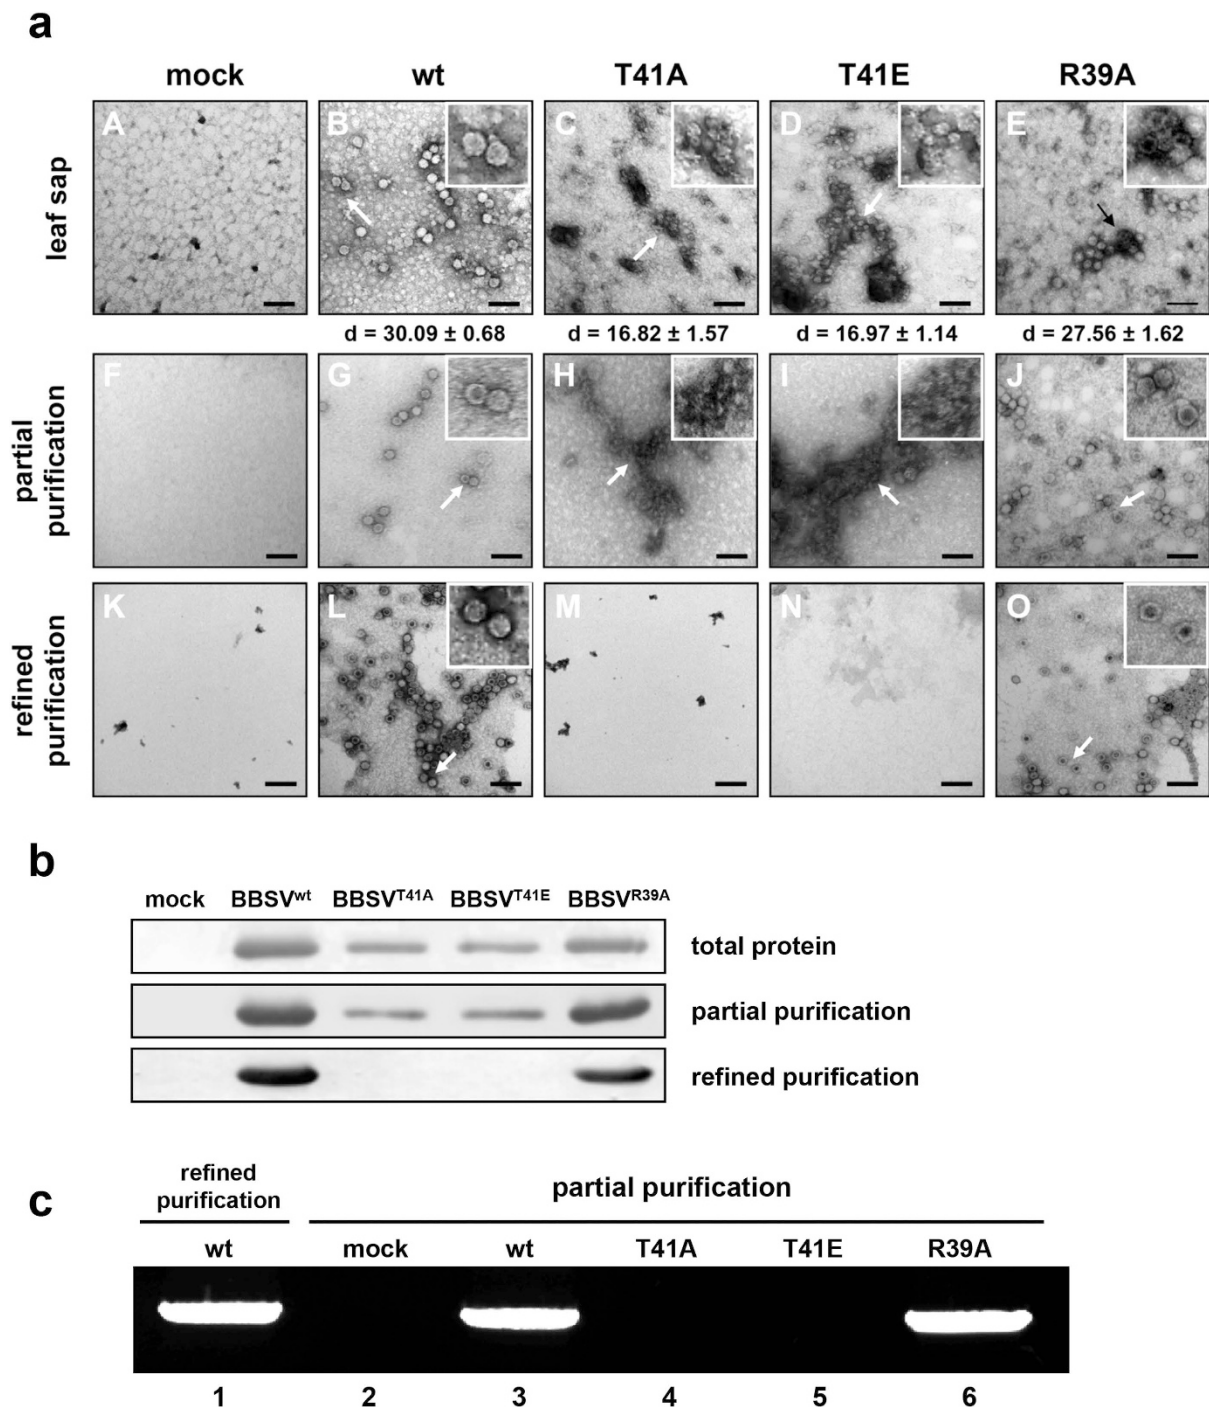 a
mock wt T41A T41E R39A
leaf sap
A B C D E
d = 30.09 ± 0.68 d = 16.82 ± 1.57 d = 16.97 ± 1.14 d = 27.56 ± 1.62
partial
purification
F G H I J
refined
purification
K L M N O
b
mock BBSVwt BBSVT41A BBSVT41E BBSVR39A
total protein
partial purification
refined purification
c
refined
purification
partial purification
wt mock wt T41A T41E R39A
1 2 3 4 5 6